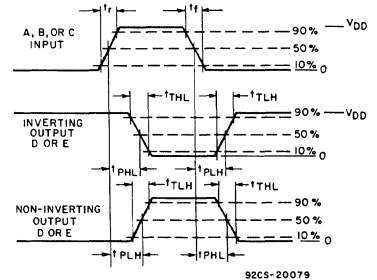 tr
tf
VDD
A, B, OR C
INPUT
90%
50%
10%
0
tTHL
tTLH
VDD
INVERTING
OUTPUT
D OR E
90%
50%
10%
0
tPHL
tPLH
tTLH
tTHL
NON-INVERTING
OUTPUT
D OR E
90%
50%
10%
0
tPLH
tPHL
92CS-20079